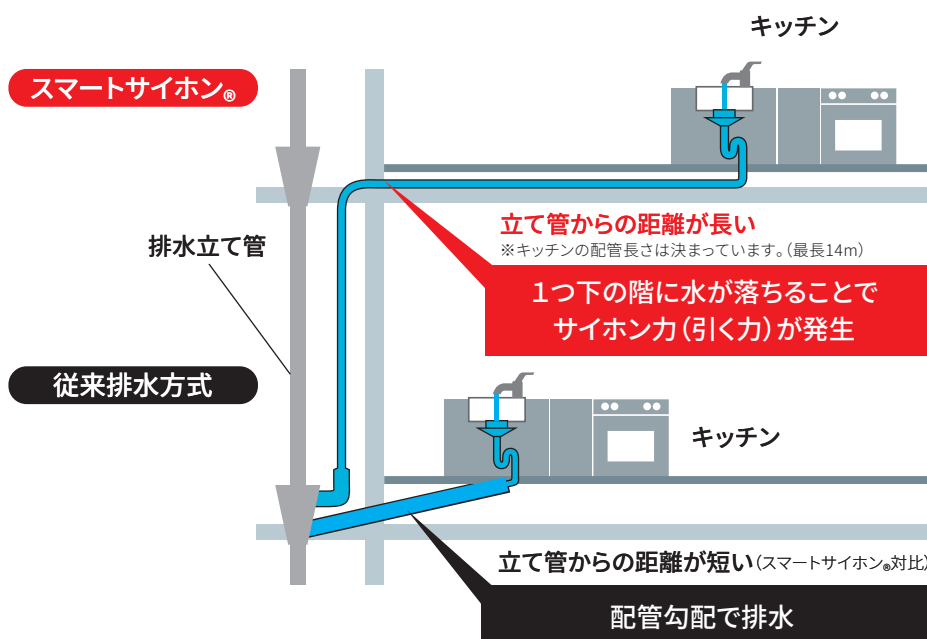 キッチン
スマートサイホン®
立て管からの距離が長い
※キッチンの配管長さは決まっています。(最長14m)
排水立て管
1つ下の階に水が落ちることで
サイホン力(引く力)が発生
従来排水方式
キッチン
立て管からの距離が短い(スマートサイホン®対比)
配管勾配で排水